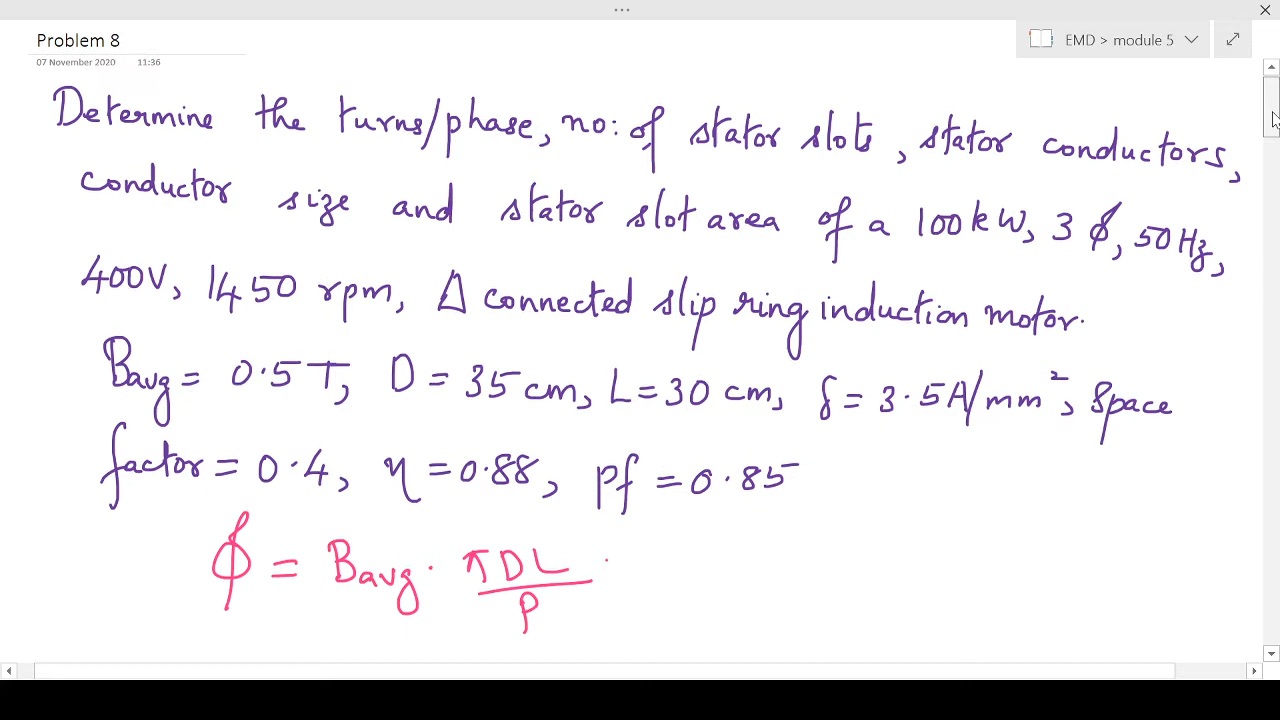 Problem 8
07 November 2020 11:36
EMD > module 5
Determine the turns/phase, no: of stator slots, stator conductors,
conductor size and stator slot area of a 100kW, 3 ϕ, 50Hz,
400V, 1450 rpm, Δ connected slip ring induction motor.
Bavg = 0.5T, D = 35 cm, L = 30 cm, δ = 3.5A/mm², Space
factor = 0.4, η = 0.88, pf = 0.85
ϕ = Bavg. πDL
P